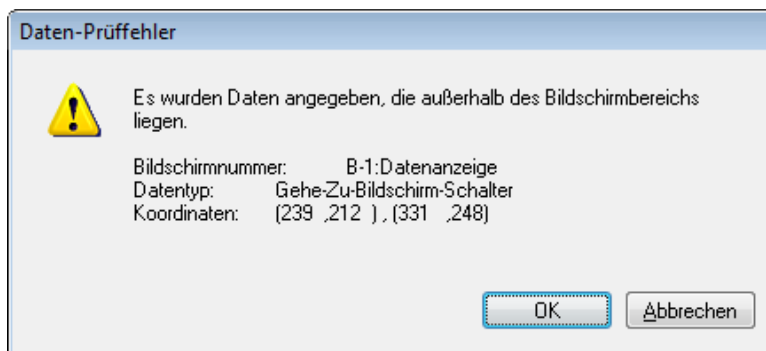 Daten-Prüffehler
Es wurden Daten angegeben, die außerhalb des Bildschirmbereichs
liegen.
Bildschirmnummer: B-1:Datenanzeige
Datentyp: Gehe-Zu-Bildschirm-Schalter
Koordinaten: (239 ,212 ) , (331 ,248)
OK
Abbrechen